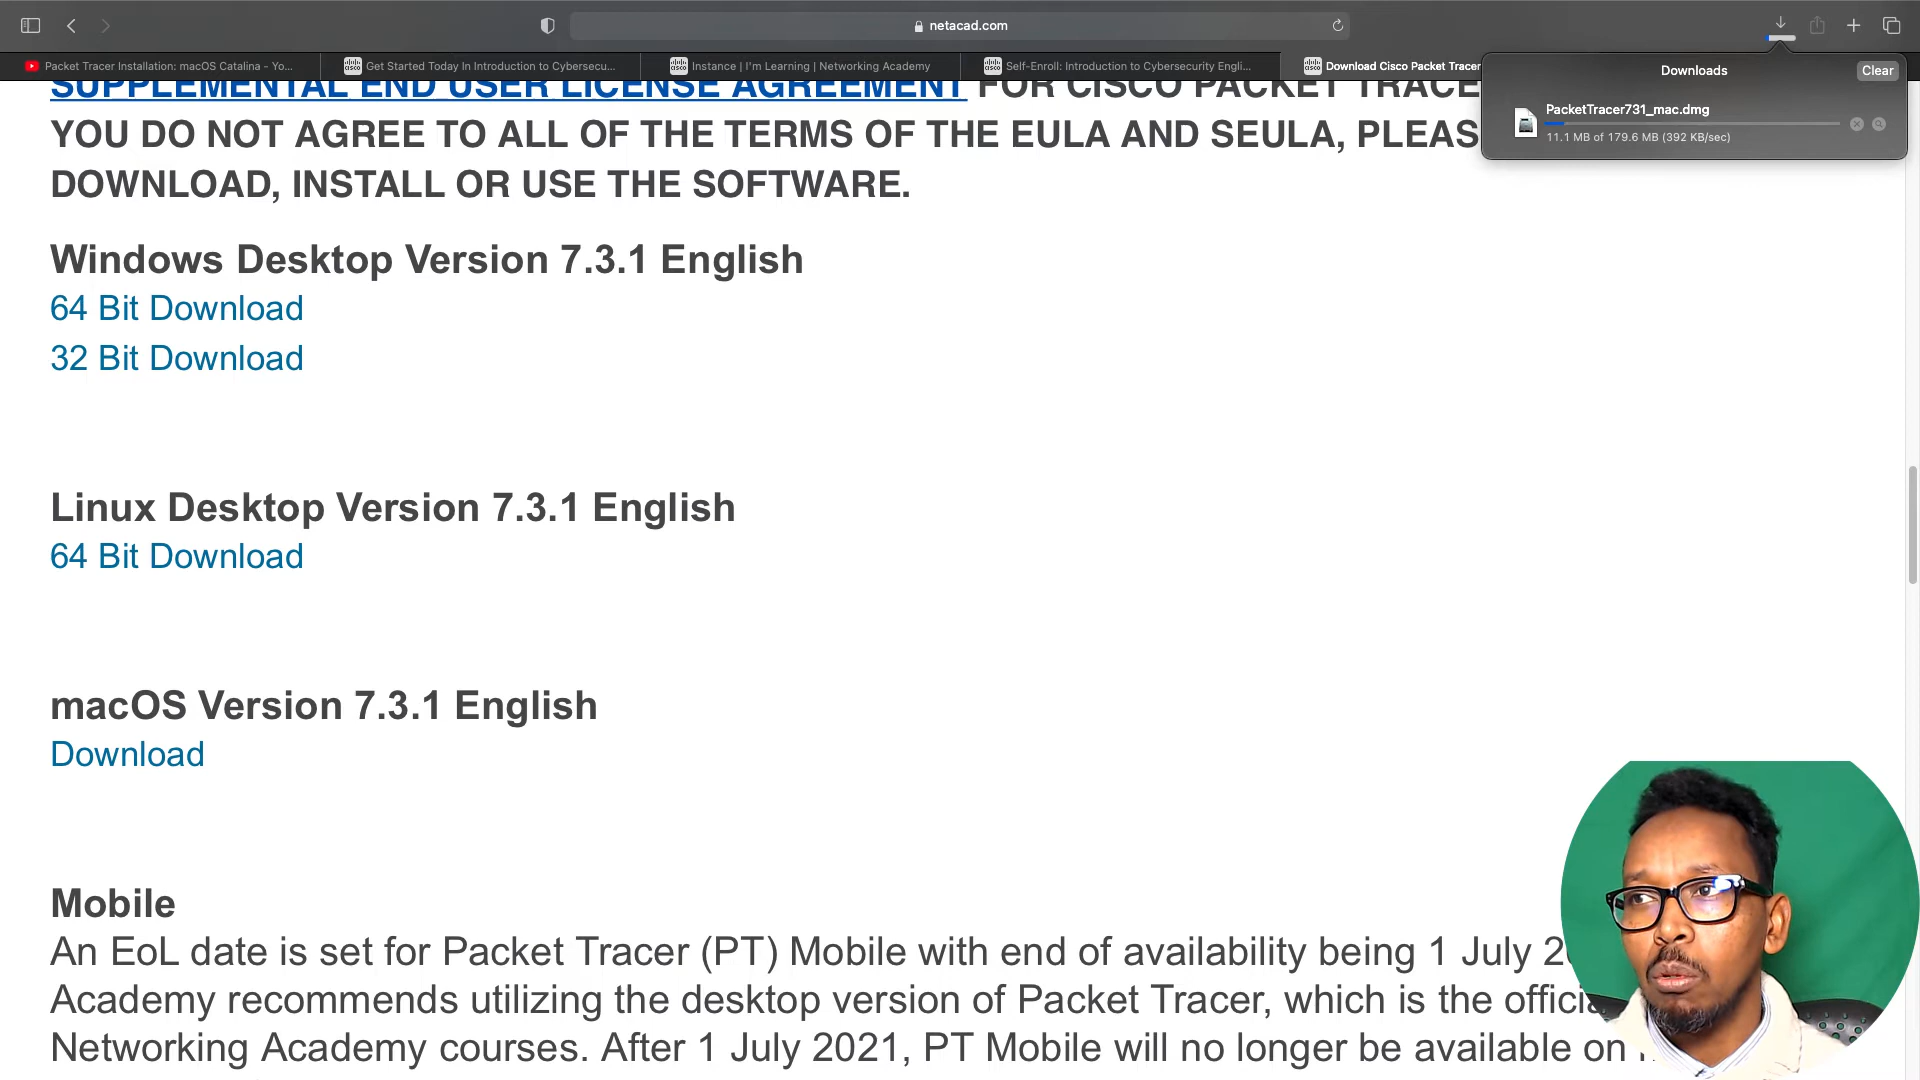 netacad.com
Packet Tracer Installation: macOS Catalina - Yo...
Get Started Today In Introduction to Cybersecu...
Instance | I'm Learning | Networking Academy
Self-Enroll: Introduction to Cybersecurity Engli...
Download Cisco Packet Tracer
Downloads
Clear
PacketTracer731_mac.dmg
11.1 MB of 179.6 MB (392 KB/sec)
SUPPLEMENTAL END USER LICENSE AGREEMENT FOR CISCO PACKET TRACE
YOU DO NOT AGREE TO ALL OF THE TERMS OF THE EULA AND SEULA, PLEAS
DOWNLOAD, INSTALL OR USE THE SOFTWARE.
Windows Desktop Version 7.3.1 English
64 Bit Download
32 Bit Download
Linux Desktop Version 7.3.1 English
64 Bit Download
macOS Version 7.3.1 English
Download
Mobile
An EoL date is set for Packet Tracer (PT) Mobile with end of availability being 1 July 2
Academy recommends utilizing the desktop version of Packet Tracer, which is the offici
Networking Academy courses. After 1 July 2021, PT Mobile will no longer be available on